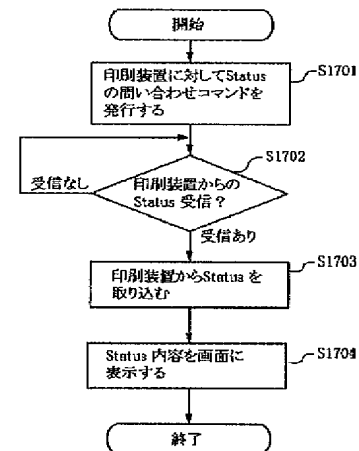 開始
印刷装置に対してStatus
の問い合わせコマンドを
発行する
S1701
S1702
受信なし
印刷装置からの
Status 受信？
受信あり
S1703
印刷装置からStatus を
取り込む
S1704
Status 内容を画面に
表示する
終了